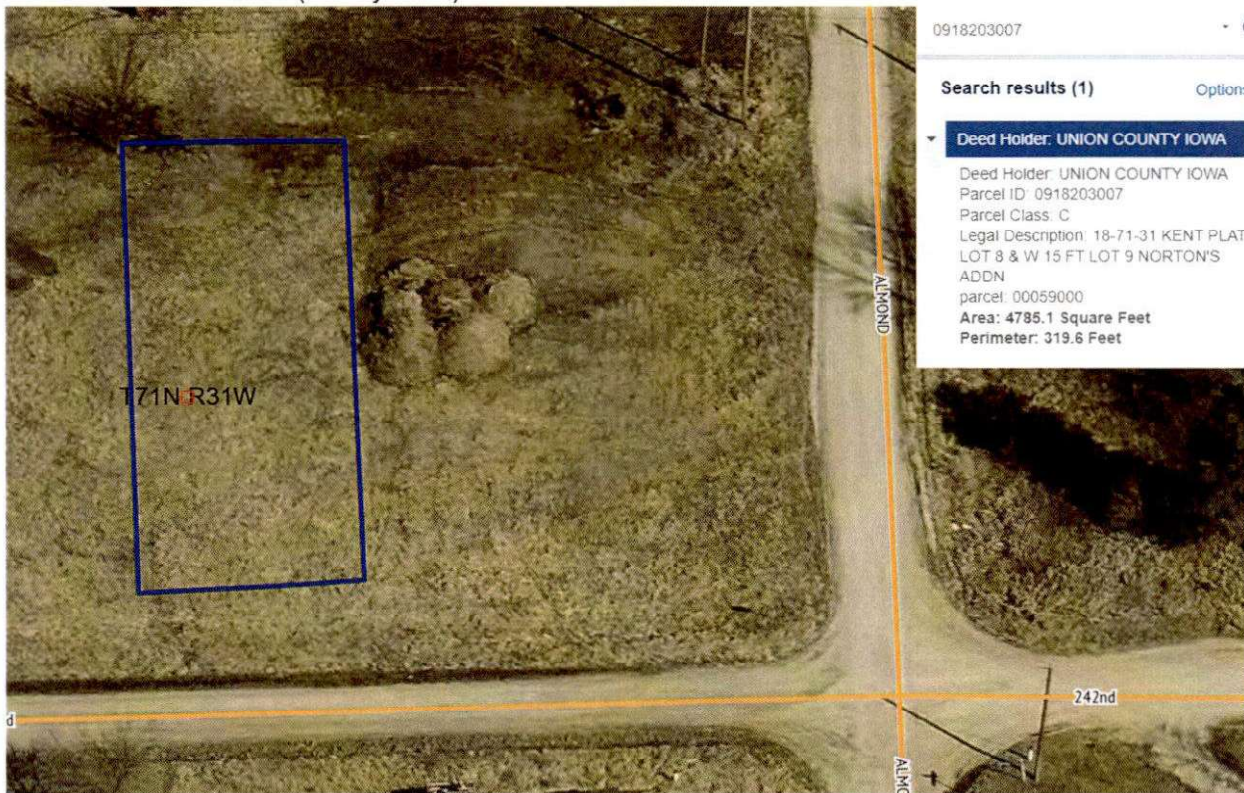 0918203007
Search results (1)
Options
Deed Holder: UNION COUNTY IOWA
Deed Holder: UNION COUNTY IOWA
Parcel ID: 0918203007
Parcel Class: C
Legal Description: 18-71-31 KENT PLAT
LOT 8 & W 15 FT LOT 9 NORTON'S
ADDN
parcel: 00059000
Area: 4785.1 Square Feet
Perimeter: 319.6 Feet
ALMOND
T71N R31W
242nd
d
ALMO